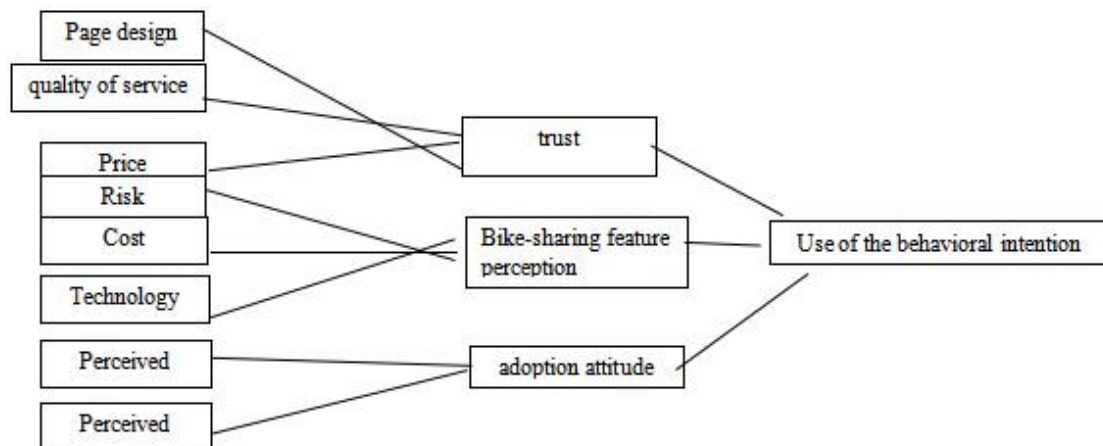 Page design
quality of service
Price
Risk
Cost
Technology
Perceived
Perceived
trust
Bike-sharing feature
perception
adoption attitude
Use of the behavioral intention